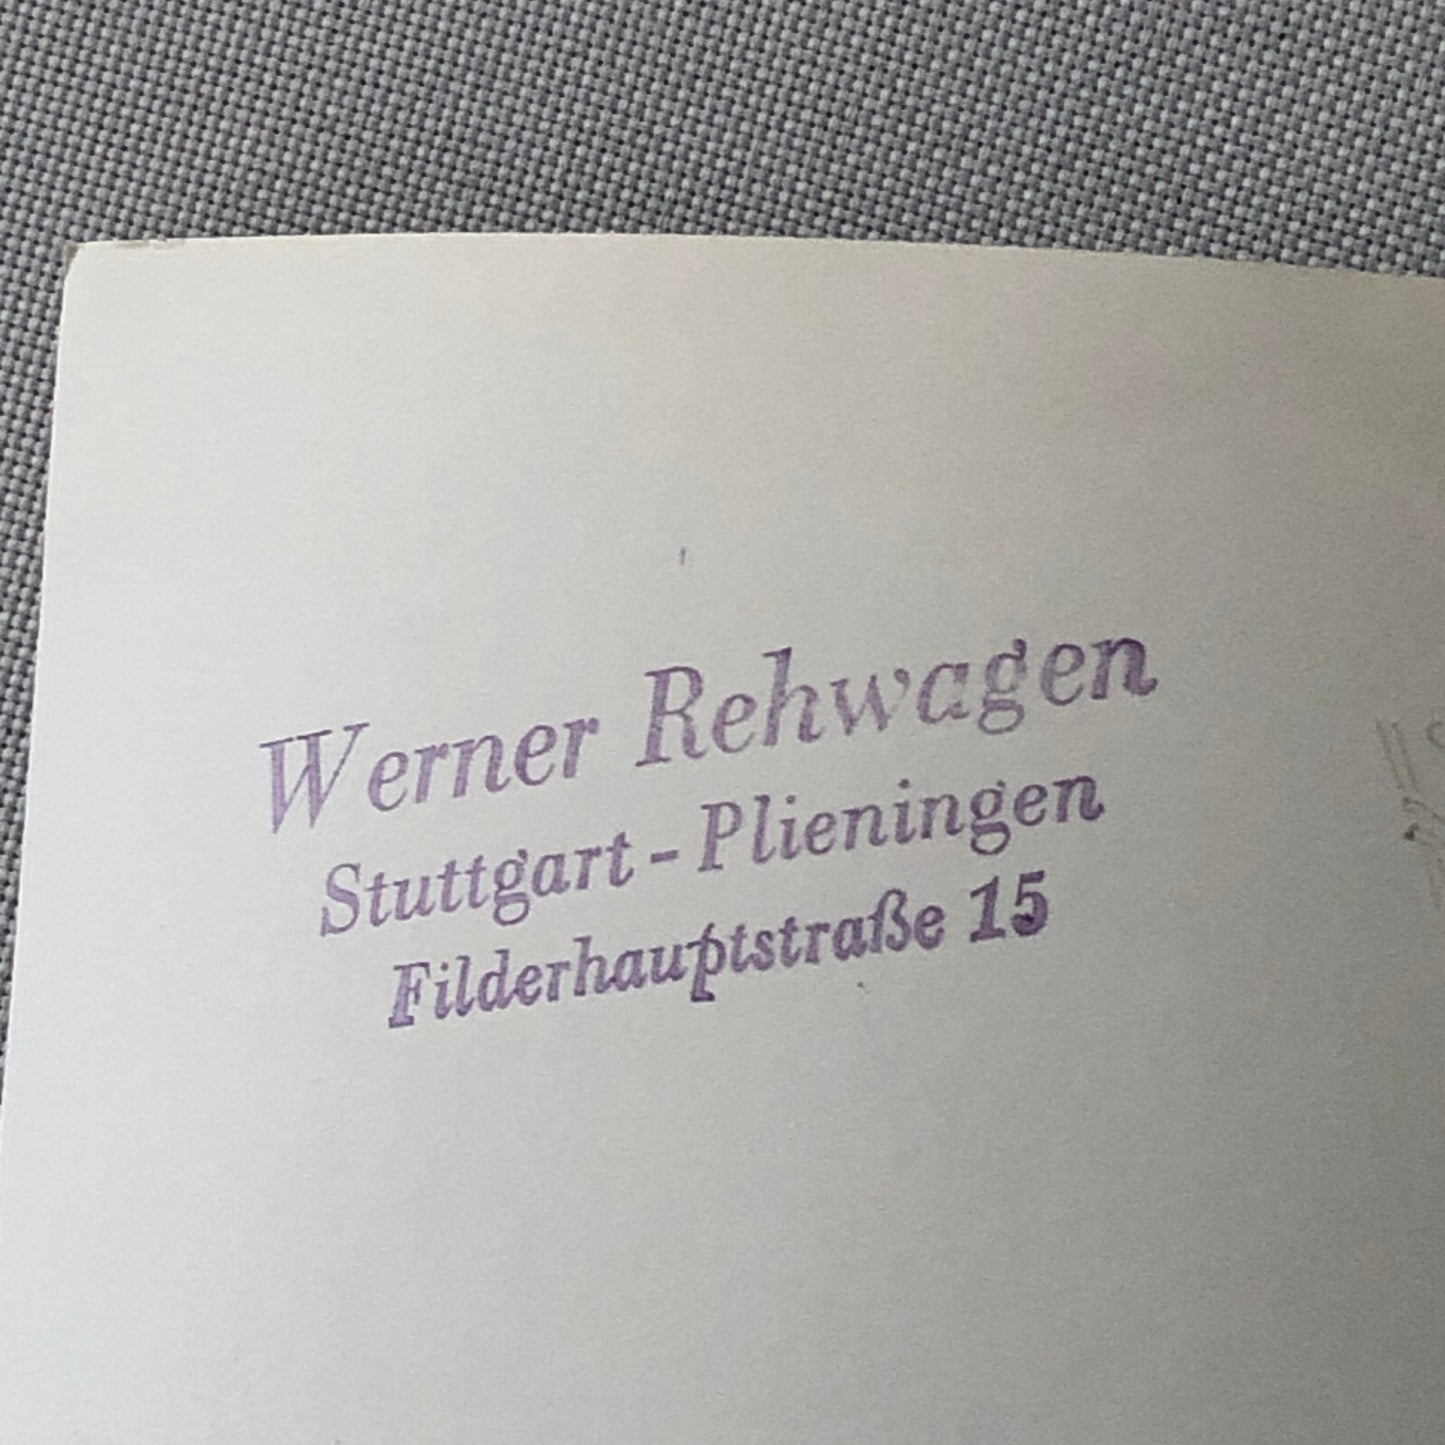 Werner Rehwagen
Stuttgart - Plieningen
Filderhauptstraße 15